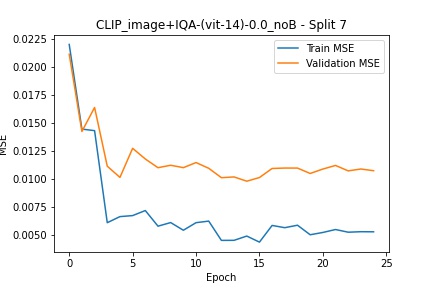 CLIP_image+IQA-(vit-14)-0.0_noB - Split 7
0.0225
0.0200
0.0175
0.0150
0.0125
0.0100
0.0075
0.0050
MSE
Train MSE
Validation MSE
0 5 10 15 20 25
Epoch